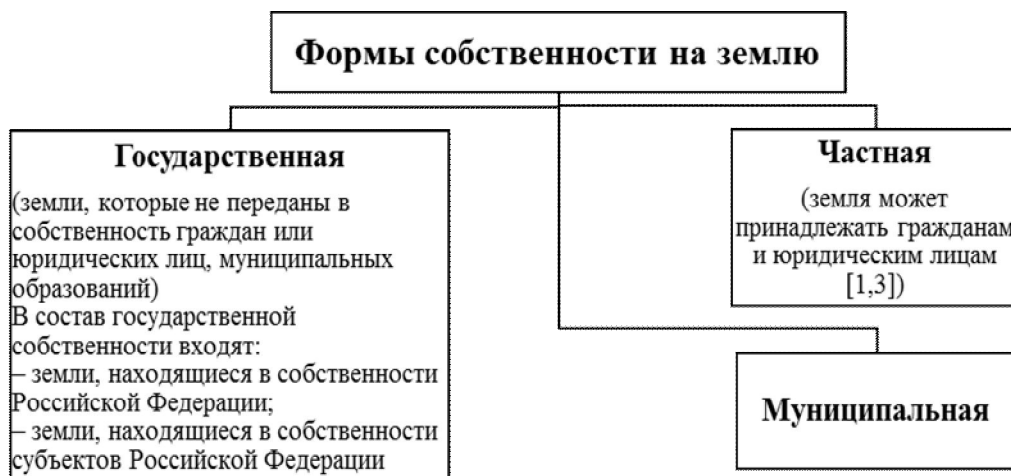 Формы собственности на землю
Государственная
(земли, которые не переданы в
собственность граждан или
юридических лиц, муниципальных
образований)
В состав государственной
собственности входят:
– земли, находящиеся в собственности
Российской Федерации;
– земли, находящиеся в собственности
субъектов Российской Федерации
Частная
(земля может
принадлежать гражданам
и юридическим лицам
[1,3])
Муниципальная